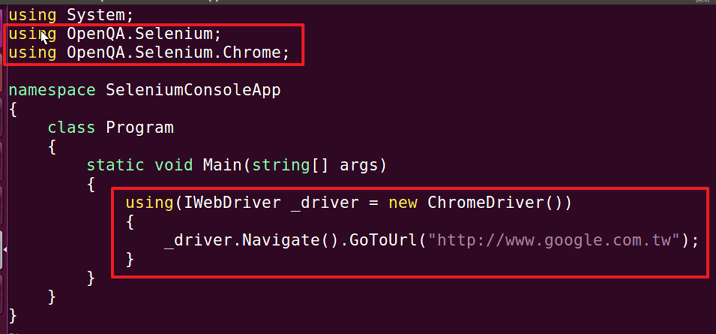 using System;
using OpenQA.Selenium;
using OpenQA.Selenium.Chrome;
namespace SeleniumConsoleApp
{
class Program
{
static void Main(string[] args)
{
using(IWebDriver _driver = new ChromeDriver())
{
_driver.Navigate().GoToUrl("http://www.google.com.tw");
}
}
}
}